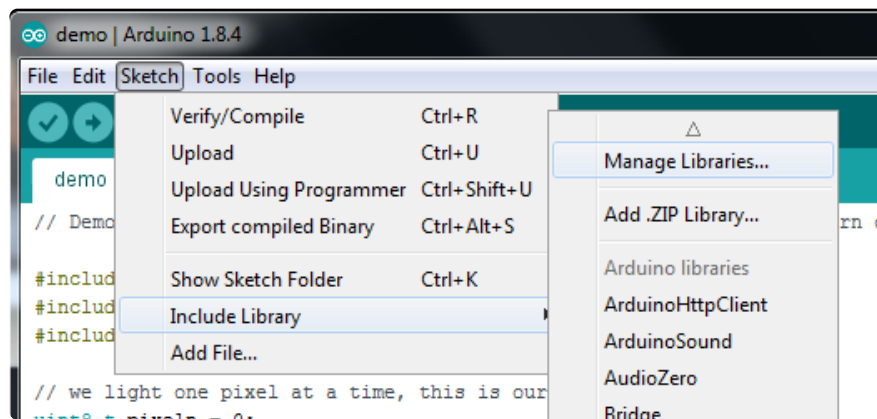 demo | Arduino 1.8.4
File Edit Sketch Tools Help
Verify/Compile Ctrl+R
Upload Ctrl+U
Upload Using Programmer Ctrl+Shift+U
Export compiled Binary Ctrl+Alt+S
Show Sketch Folder Ctrl+K
Include Library
Add File...
Manage Libraries...
Add .ZIP Library...
Arduino libraries
ArduinoHttpClient
ArduinoSound
AudioZero
Bridge
demo
// Demo
rn
#includ
#includ
#includ
// we light one pixel at a time, this is our